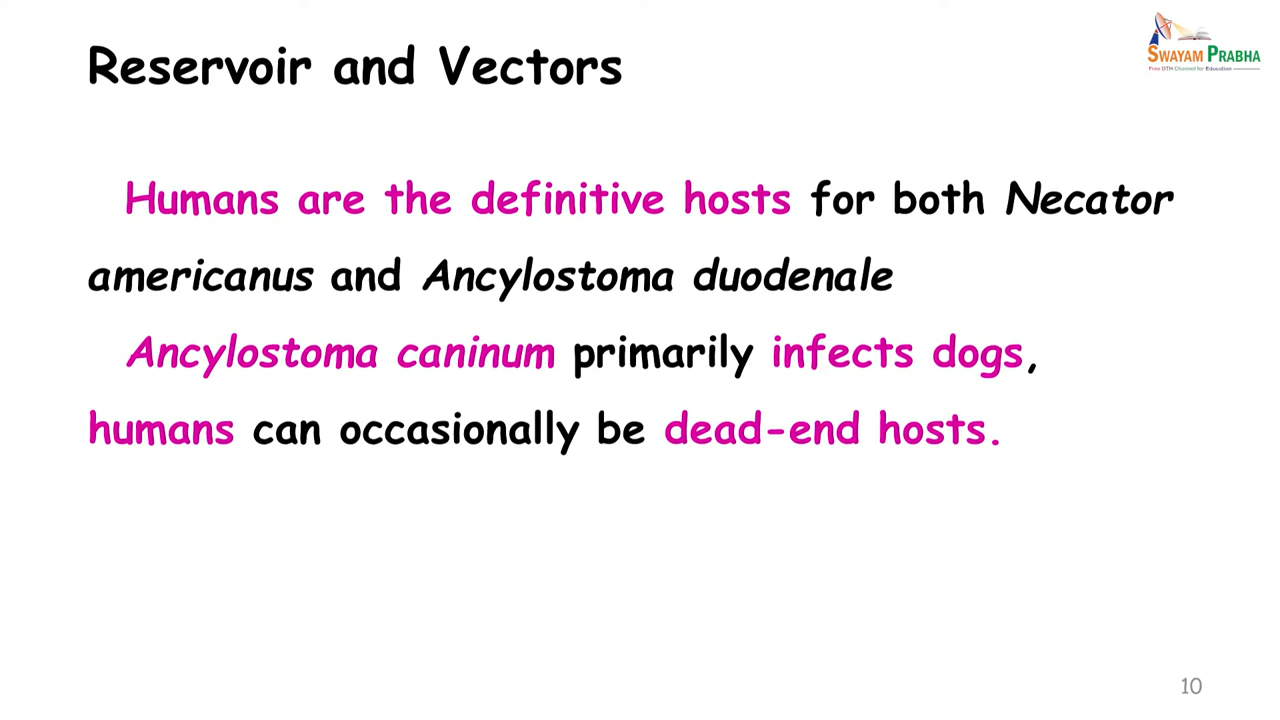 Reservoir and Vectors
SWAYAM PRABHA
Free DTH Channel for Education
Humans are the definitive hosts for both Necator
americanus and Ancylostoma duodenale
Ancylostoma caninum primarily infects dogs,
humans can occasionally be dead-end hosts.
10